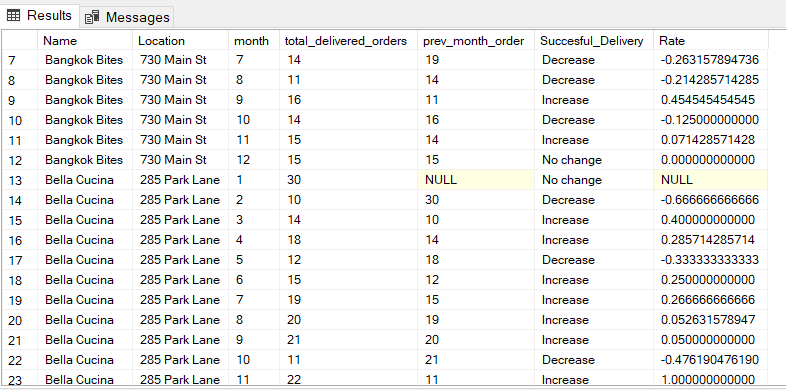 Results Messages
Name Location month total_delivered_orders prev_month_order Succesful_Delivery Rate
7 Bangkok Bites 730 Main St 7 14 19 Decrease -0.263157894736
8 Bangkok Bites 730 Main St 8 11 14 Decrease -0.214285714285
9 Bangkok Bites 730 Main St 9 16 11 Increase 0.454545454545
10 Bangkok Bites 730 Main St 10 14 16 Decrease -0.125000000000
11 Bangkok Bites 730 Main St 11 15 14 Increase 0.071428571428
12 Bangkok Bites 730 Main St 12 15 15 No change 0.000000000000
13 Bella Cucina 285 Park Lane 1 30 NULL No change NULL
14 Bella Cucina 285 Park Lane 2 10 30 Decrease -0.666666666666
15 Bella Cucina 285 Park Lane 3 14 10 Increase 0.400000000000
16 Bella Cucina 285 Park Lane 4 18 14 Increase 0.285714285714
17 Bella Cucina 285 Park Lane 5 12 18 Decrease -0.333333333333
18 Bella Cucina 285 Park Lane 6 15 12 Increase 0.250000000000
19 Bella Cucina 285 Park Lane 7 19 15 Increase 0.266666666666
20 Bella Cucina 285 Park Lane 8 20 19 Increase 0.052631578947
21 Bella Cucina 285 Park Lane 9 21 20 Increase 0.050000000000
22 Bella Cucina 285 Park Lane 10 11 21 Decrease -0.476190476190
23 Bella Cucina 285 Park Lane 11 22 11 Increase 1.000000000000